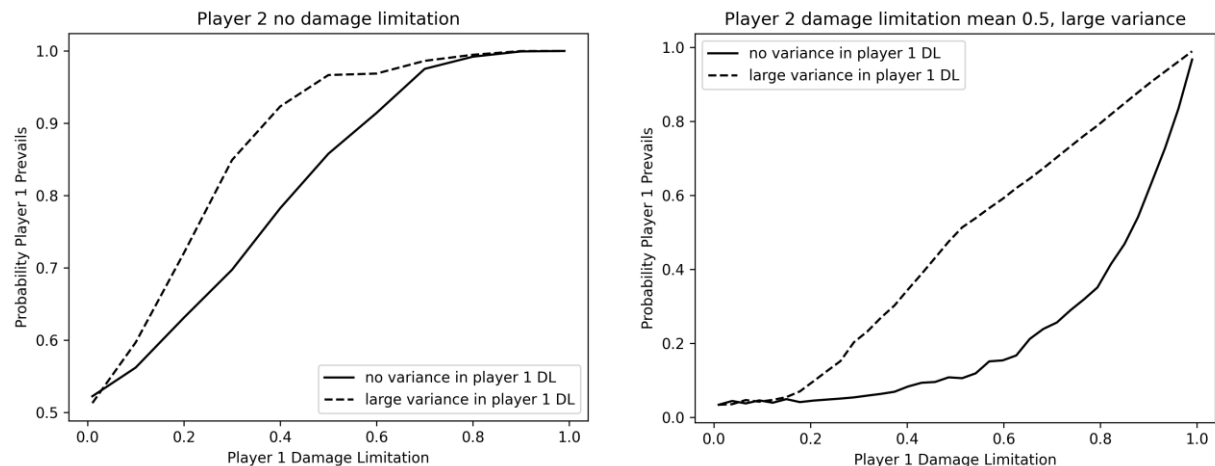 Player 2 no damage limitation
1.0
0.9
0.8
0.7
0.6
0.5
Probability Player 1 Prevails
no variance in player 1 DL
large variance in player 1 DL
0.0 0.2 0.4 0.6 0.8 1.0
Player 1 Damage Limitation
Player 2 damage limitation mean 0.5, large variance
no variance in player 1 DL
large variance in player 1 DL
1.0
0.8
0.6
0.4
0.2
0.0
Probability Player 1 Prevails
0.0 0.2 0.4 0.6 0.8 1.0
Player 1 Damage Limitation